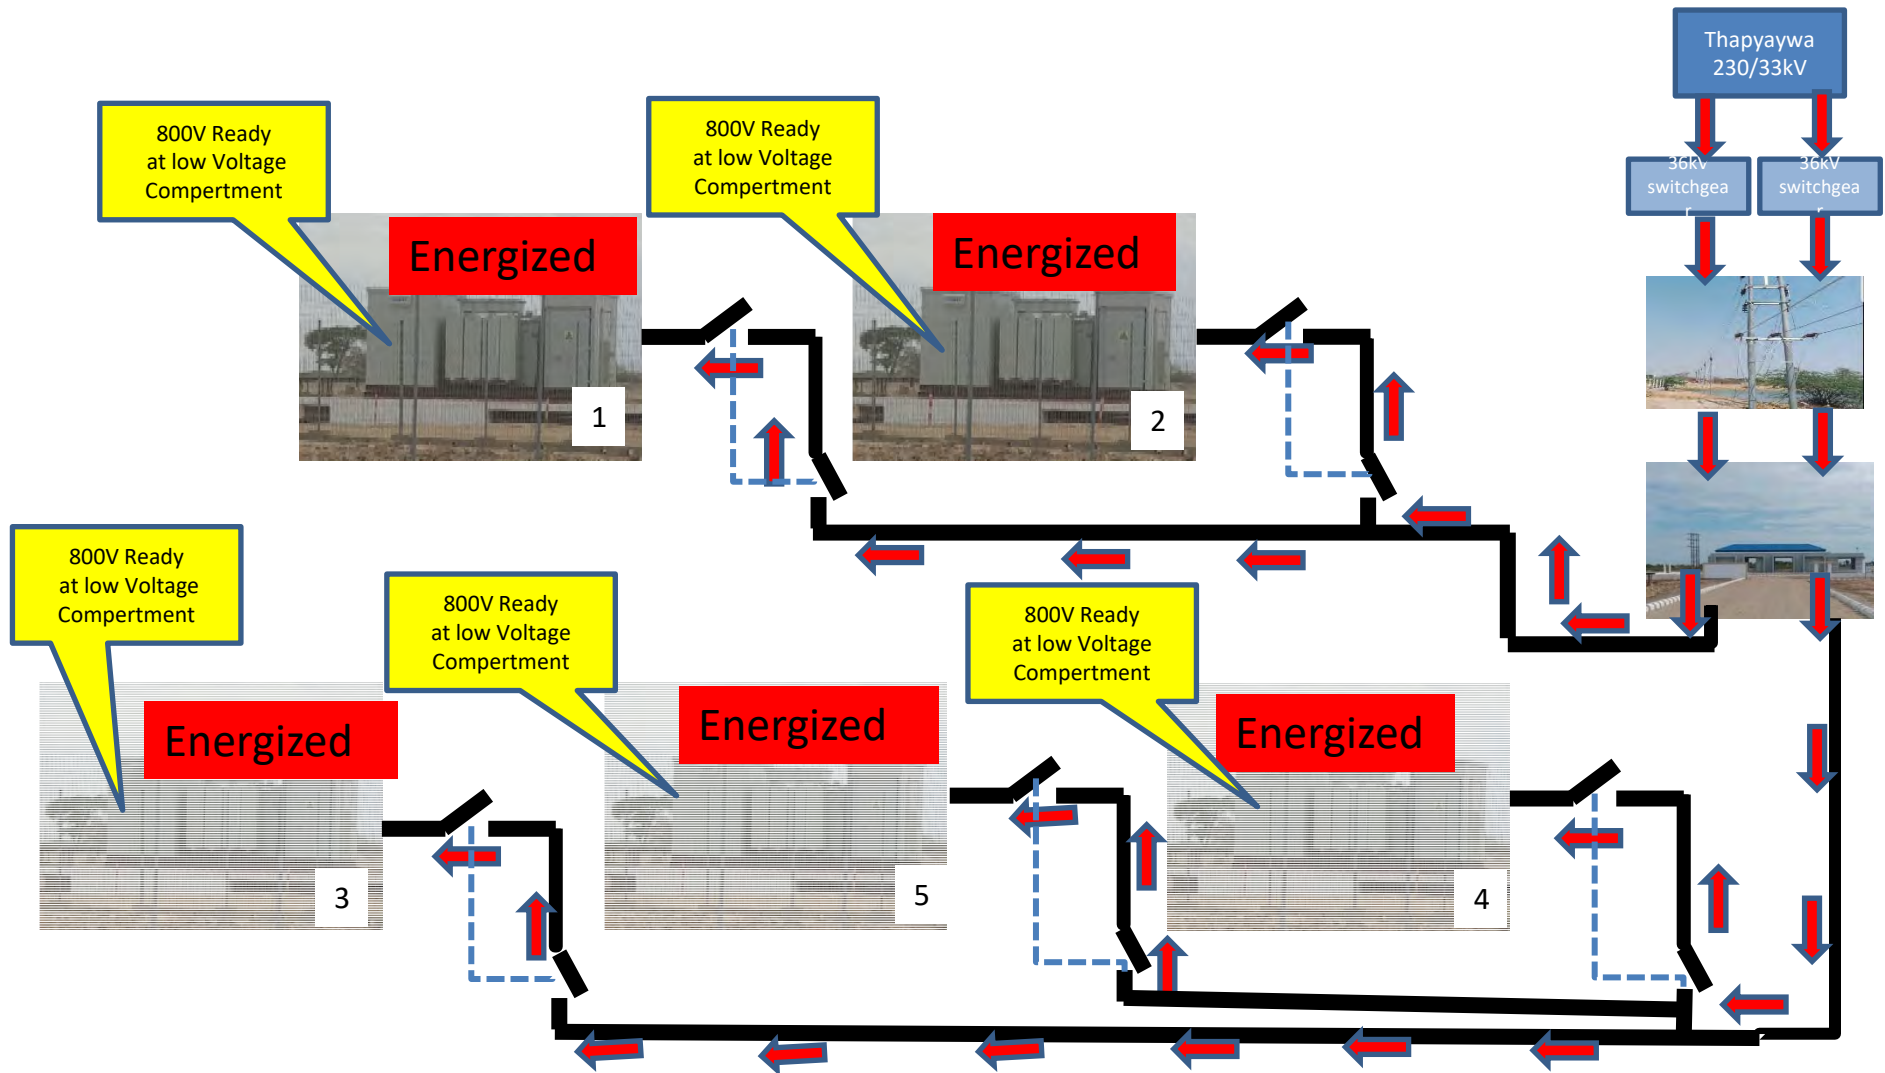 Thapyaywa
230/33kV
36kV
switchgea
r
36kV
switchgea
r
800V Ready
at low Voltage
Compertment
Energized
1
800V Ready
at low Voltage
Compertment
Energized
2
800V Ready
at low Voltage
Compertment
Energized
3
800V Ready
at low Voltage
Compertment
Energized
5
800V Ready
at low Voltage
Compertment
Energized
4